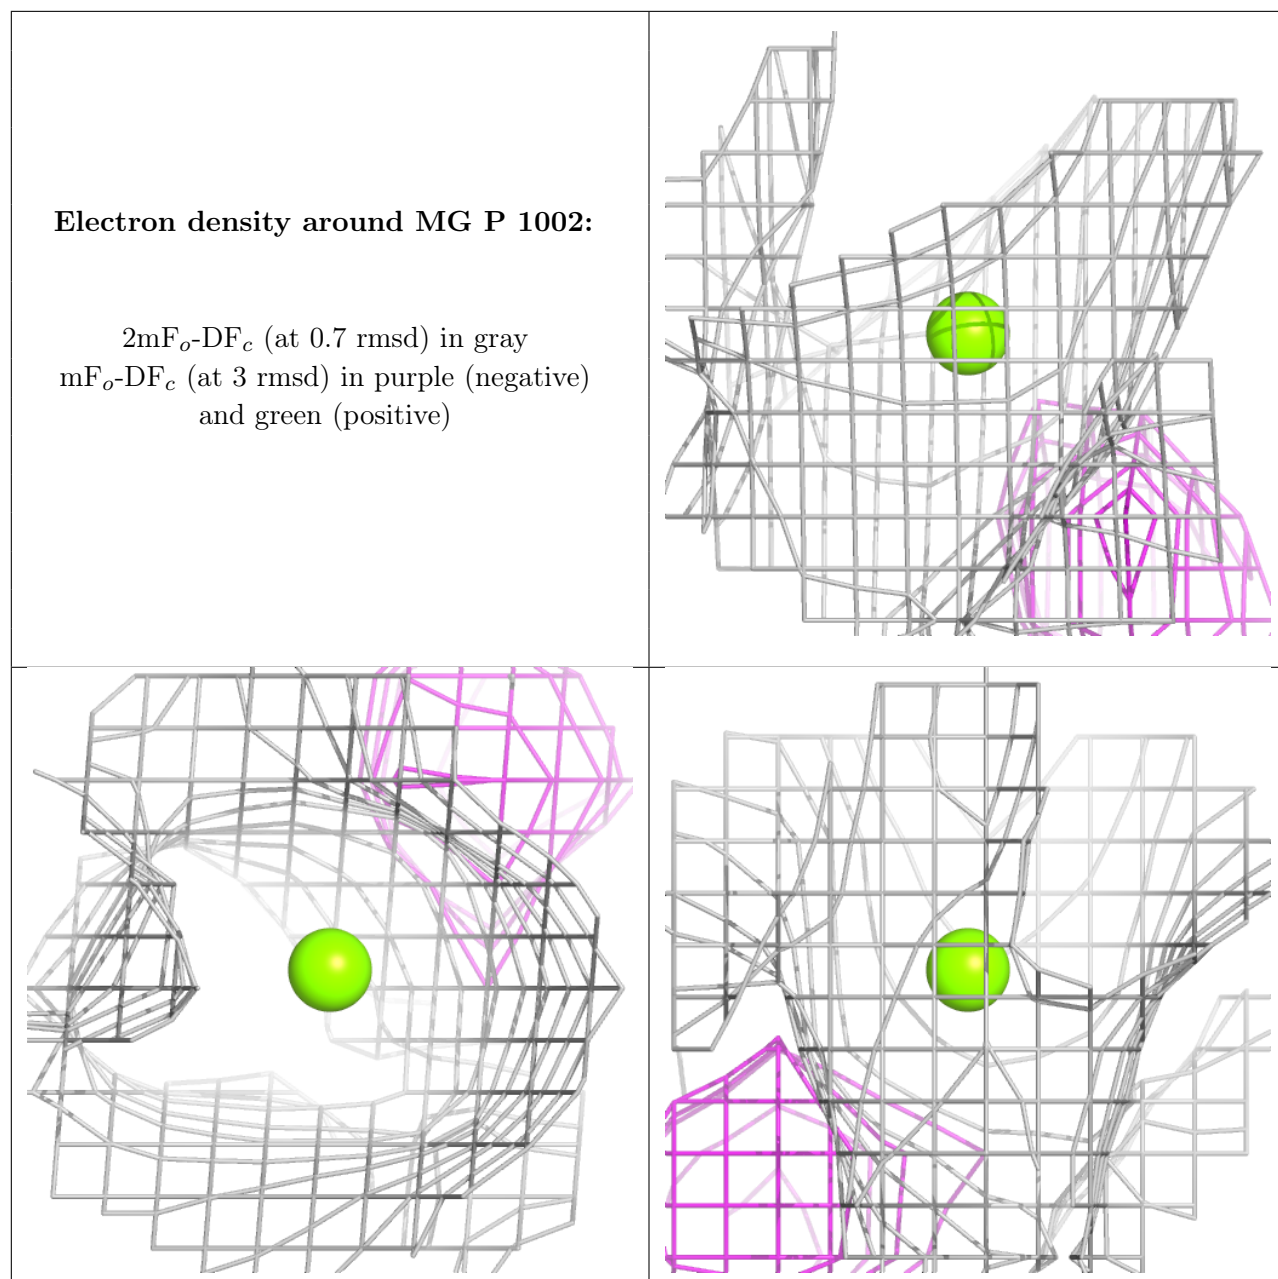 Electron density around MG P 1002:
2mFo-DFc (at 0.7 rmsd) in gray
mFo-DFc (at 3 rmsd) in purple (negative)
and green (positive)